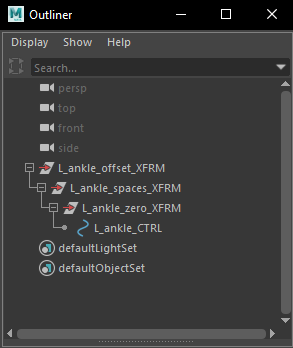 Outliner
Display Show Help
Search...
persp
top
front
side
L_ankle_offset_XFRM
L_ankle_spaces_XFRM
L_ankle_zero_XFRM
L_ankle_CTRL
defaultLightSet
defaultObjectSet